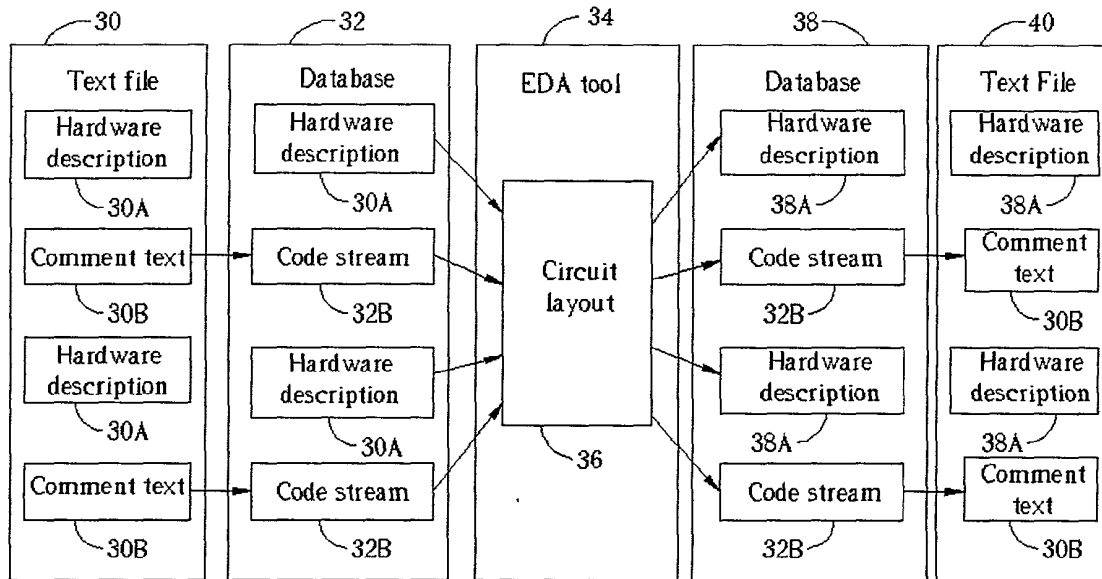 30
Text file
Hardware
description
30A
Comment text
30B
Hardware
description
30A
Comment text
30B
32
Database
Hardware
description
30A
Code stream
32B
Hardware
description
30A
Code stream
32B
34
EDA tool
Circuit
layout
36
38
Database
Hardware
description
38A
Code stream
32B
Hardware
description
38A
Code stream
32B
40
Text File
Hardware
description
38A
Comment
text
30B
Hardware
description
38A
Comment
text
30B